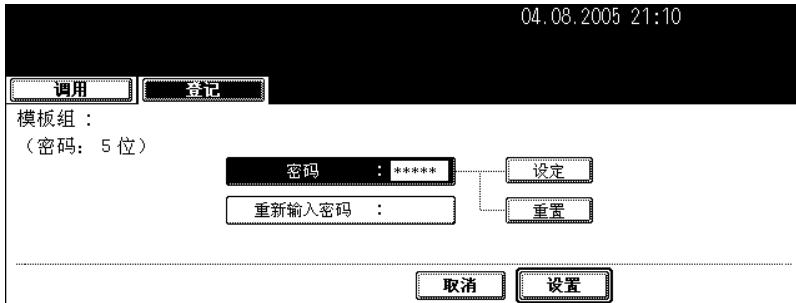 04.08.2005 21:10
调用 登记
模板组：
（密码：5位）
密码 ： ***** 设定
重新输入密码 ： 重置
取消 设置